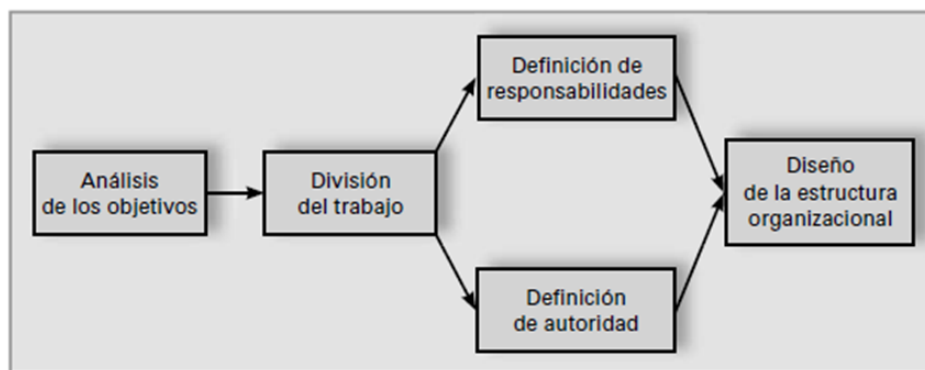 Análisis
de los objetivos
División
del trabajo
Definición de
responsabilidades
Definición
de autoridad
Diseño
de la estructura
organizacional